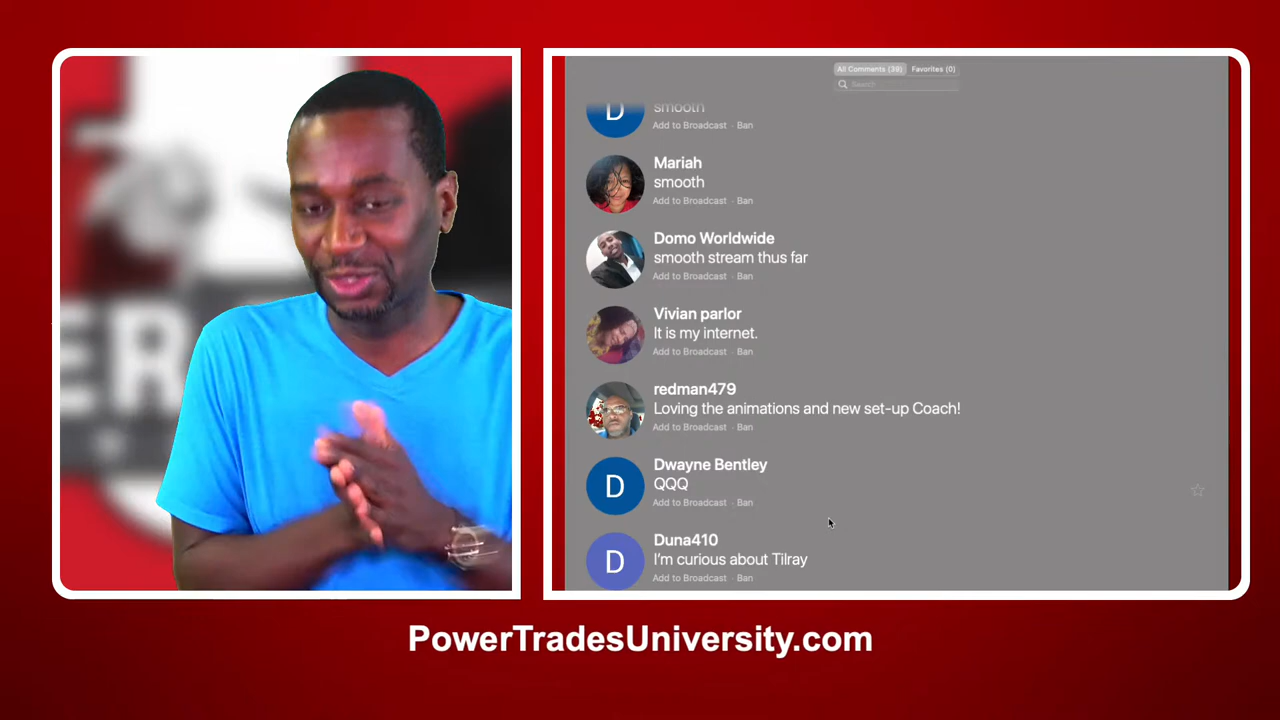 All Comments (39) Favorites (0)
Search
D
smooth
Add to Broadcast · Ban
Mariah
smooth
Add to Broadcast · Ban
Domo Worldwide
smooth stream thus far
Add to Broadcast · Ban
Vivian parlor
It is my internet.
Add to Broadcast · Ban
redman479
Loving the animations and new set-up Coach!
Add to Broadcast · Ban
D
Dwayne Bentley
QQQ
Add to Broadcast · Ban
D
Duna410
I'm curious about Tilray
Add to Broadcast · Ban
ER
PowerTradesUniversity.com